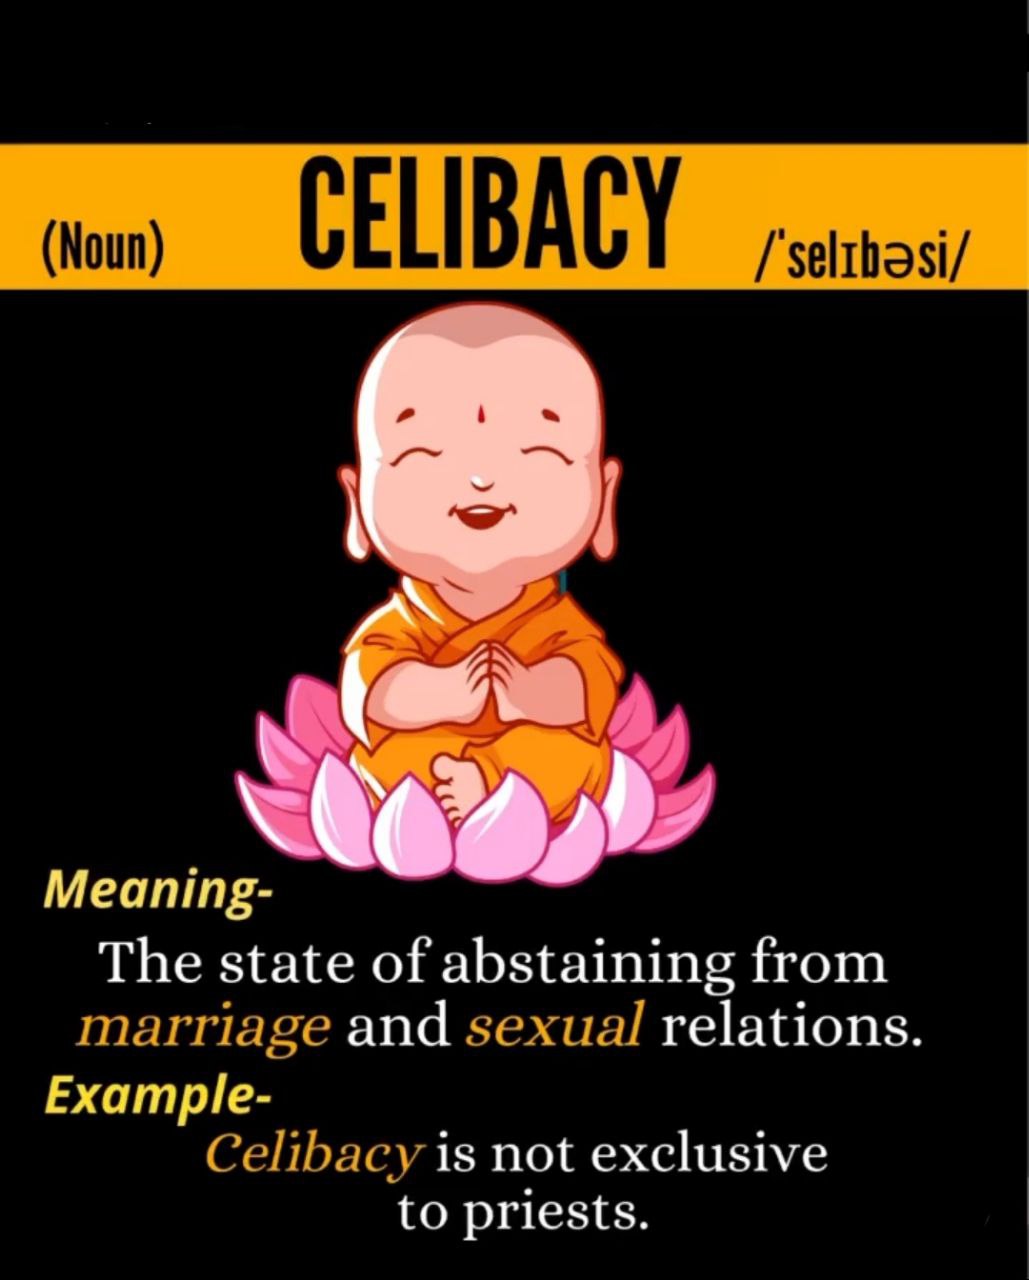 CELIBACY
(Noun)
/ˈselɪbəsi/
Meaning-
The state of abstaining from
marriage and sexual relations.
Example-
Celibacy is not exclusive
to priests.